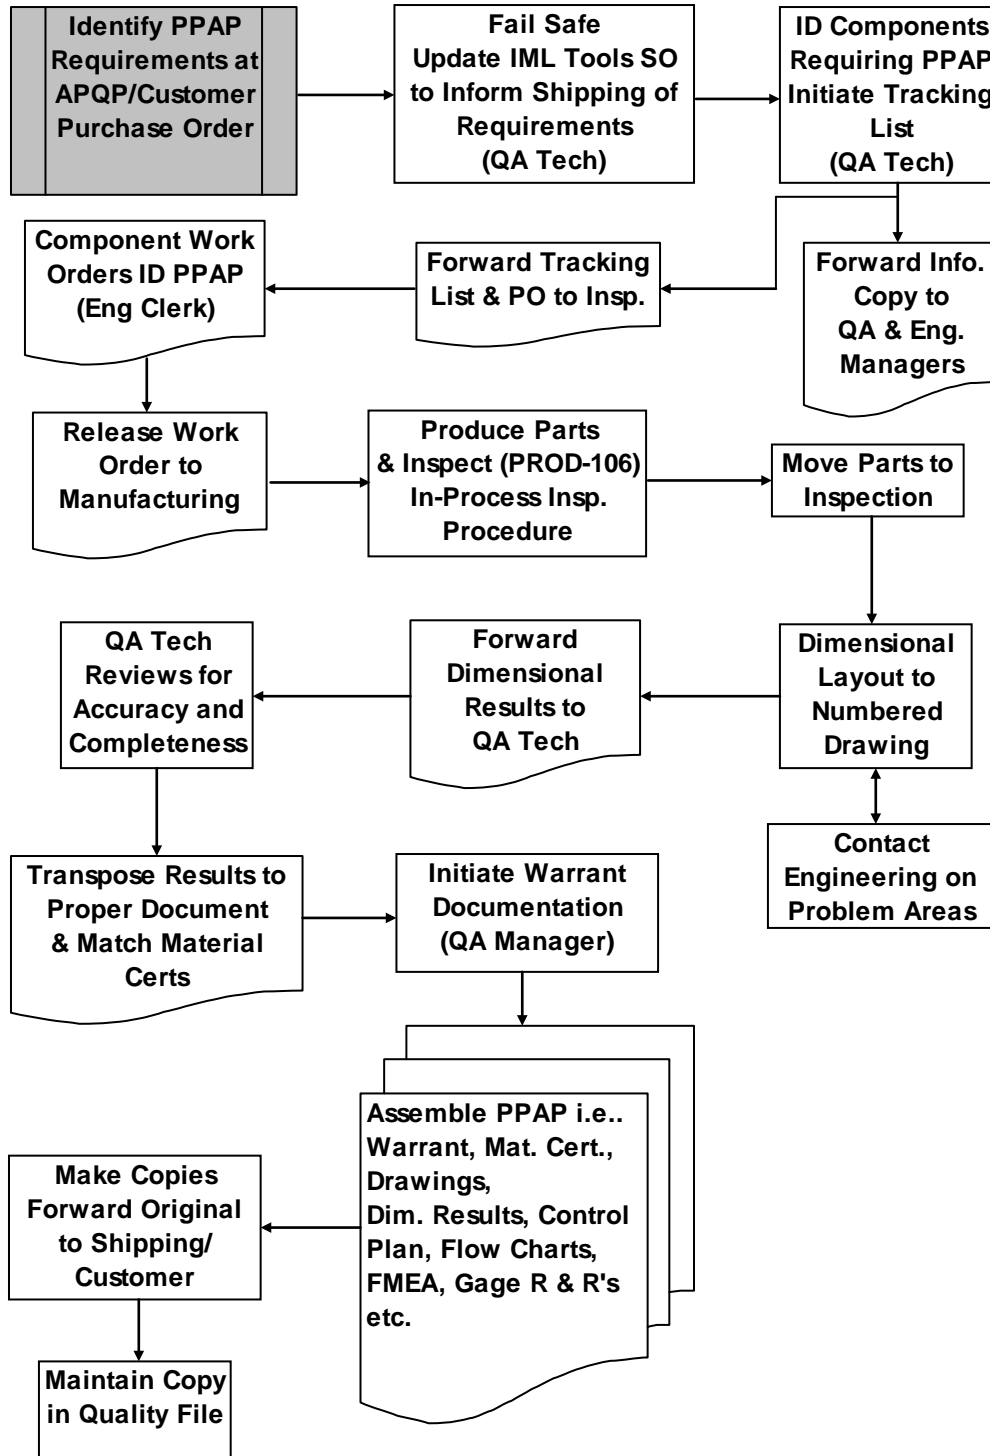 Identify PPAP
Requirements at
APQP/Customer
Purchase Order
Fail Safe
Update IML Tools SO
to Inform Shipping of
Requirements
(QA Tech)
ID Components
Requiring PPAP
Initiate Tracking
List
(QA Tech)
Component Work
Orders ID PPAP
(Eng Clerk)
Forward Tracking
List & PO to Insp.
Forward Info.
Copy to
QA & Eng.
Managers
Release Work
Order to
Manufacturing
Produce Parts
& Inspect (PROD-106)
In-Process Insp.
Procedure
Move Parts to
Inspection
QA Tech
Reviews for
Accuracy and
Completeness
Forward
Dimensional
Results to
QA Tech
Dimensional
Layout to
Numbered
Drawing
Contact
Engineering on
Problem Areas
Transpose Results to
Proper Document
& Match Material
Certs
Initiate Warrant
Documentation
(QA Manager)
Assemble PPAP i.e..
Warrant, Mat. Cert.,
Drawings,
Dim. Results, Control
Plan, Flow Charts,
FMEA, Gage R & R's
etc.
Make Copies
Forward Original
to Shipping/
Customer
Maintain Copy
in Quality File